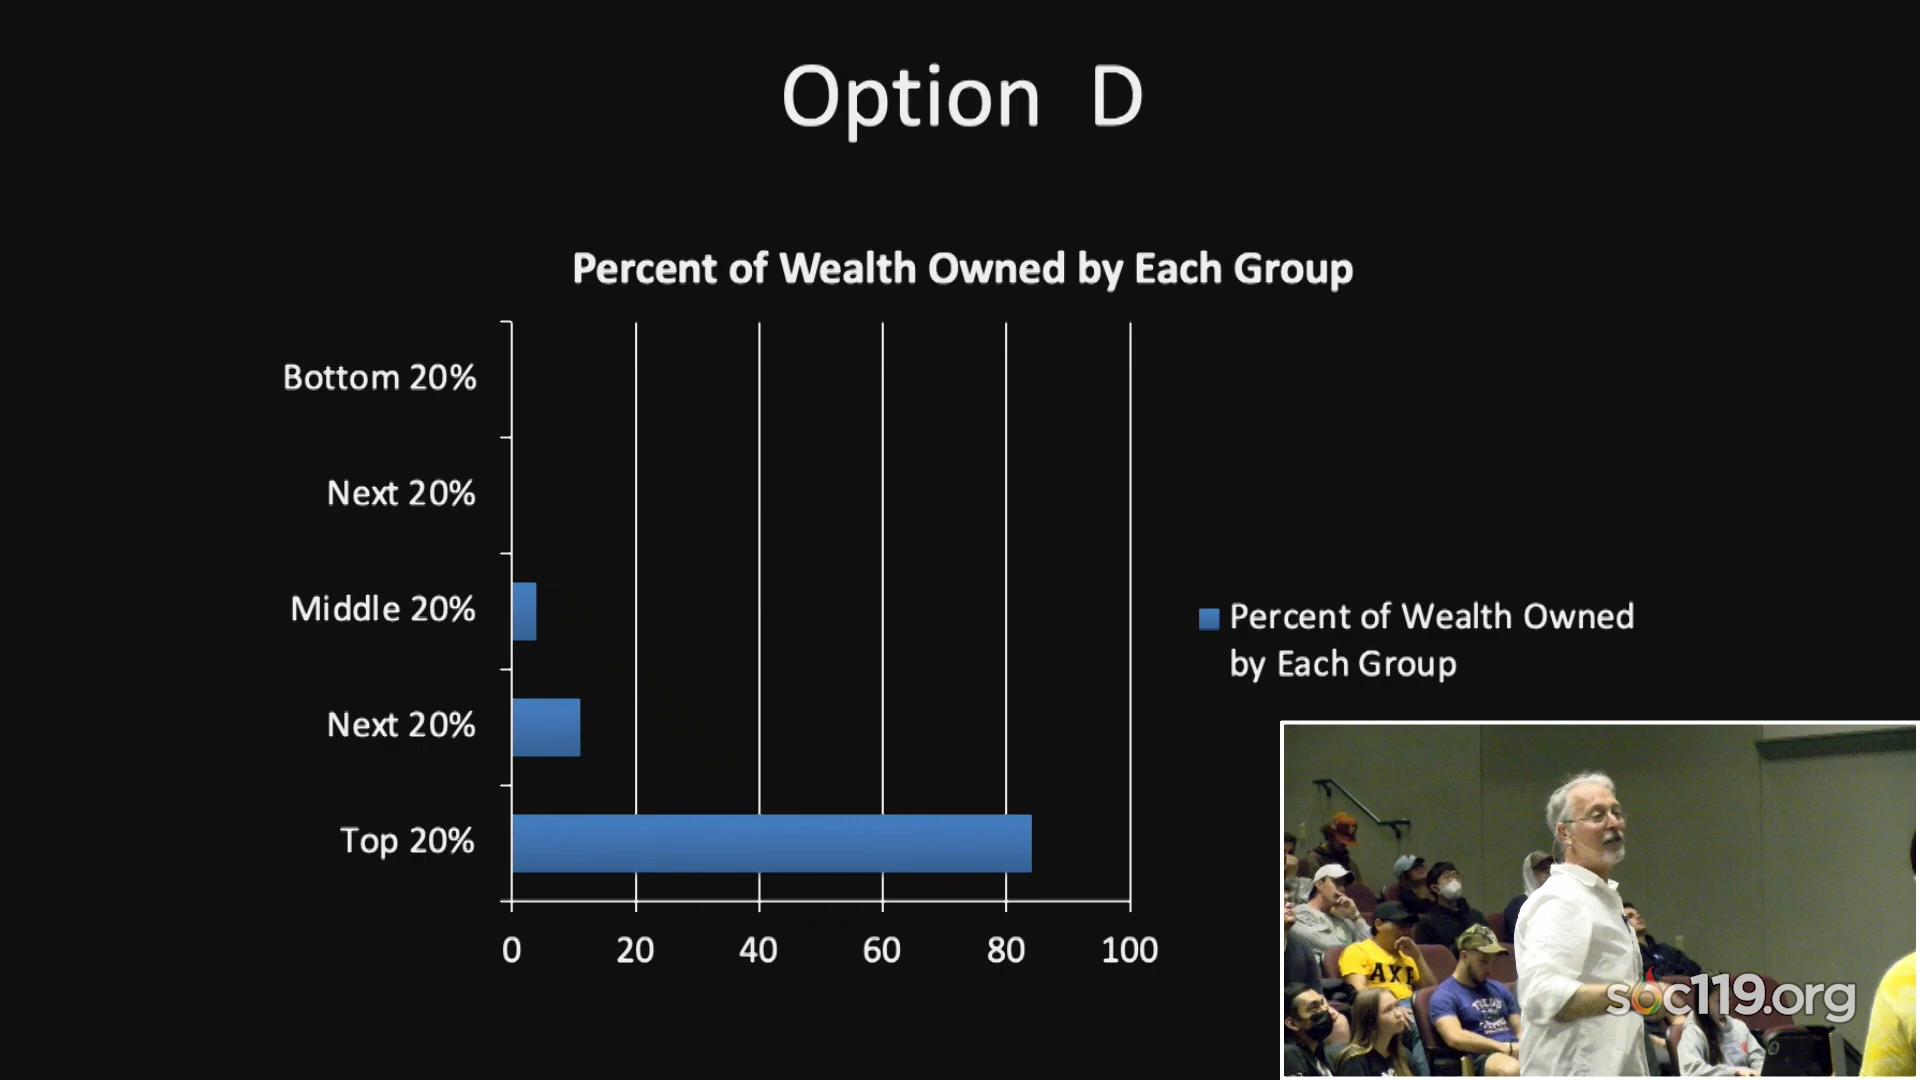 Option D
Percent of Wealth Owned by Each Group
Bottom 20%
Next 20%
Middle 20%
Next 20%
Top 20%
0 20 40 60 80 100
Percent of Wealth Owned
by Each Group
AXP
soc119.org